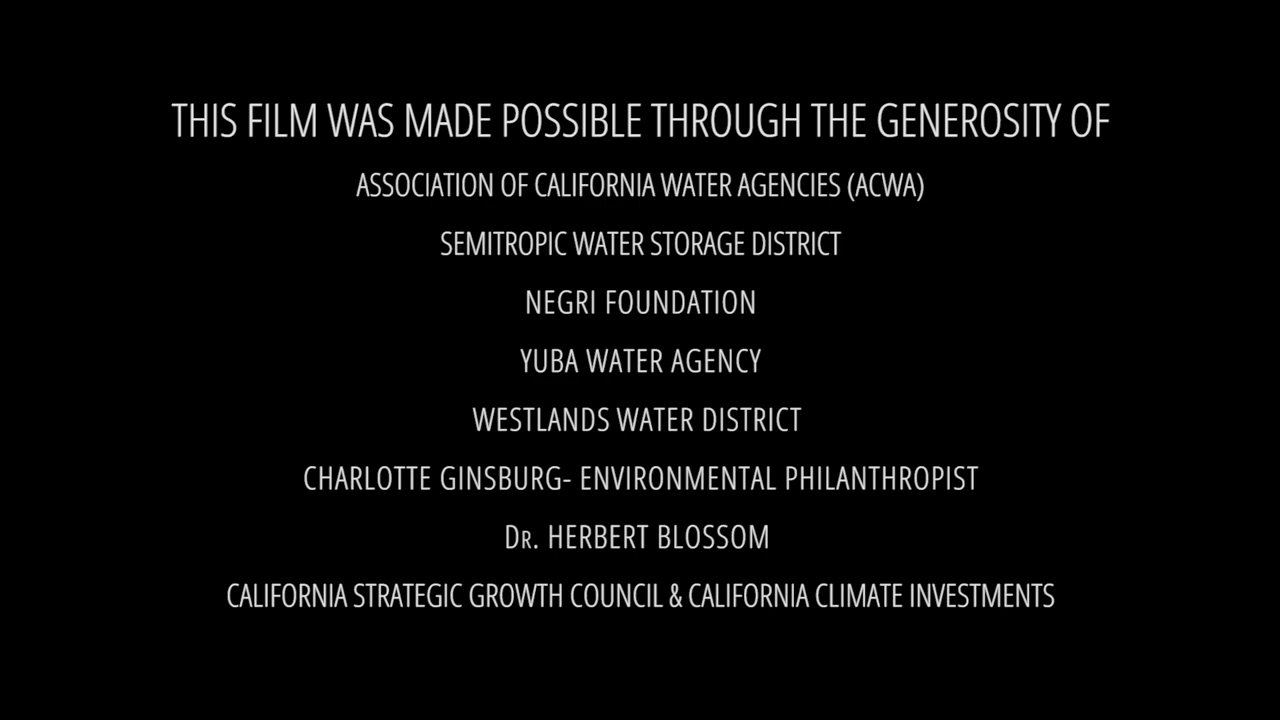 THIS FILM WAS MADE POSSIBLE THROUGH THE GENEROSITY OF
ASSOCIATION OF CALIFORNIA WATER AGENCIES (ACWA)
SEMITROPIC WATER STORAGE DISTRICT
NEGRI FOUNDATION
YUBA WATER AGENCY
WESTLANDS WATER DISTRICT
CHARLOTTE GINSBURG- ENVIRONMENTAL PHILANTHROPIST
DR. HERBERT BLOSSOM
CALIFORNIA STRATEGIC GROWTH COUNCIL & CALIFORNIA CLIMATE INVESTMENTS